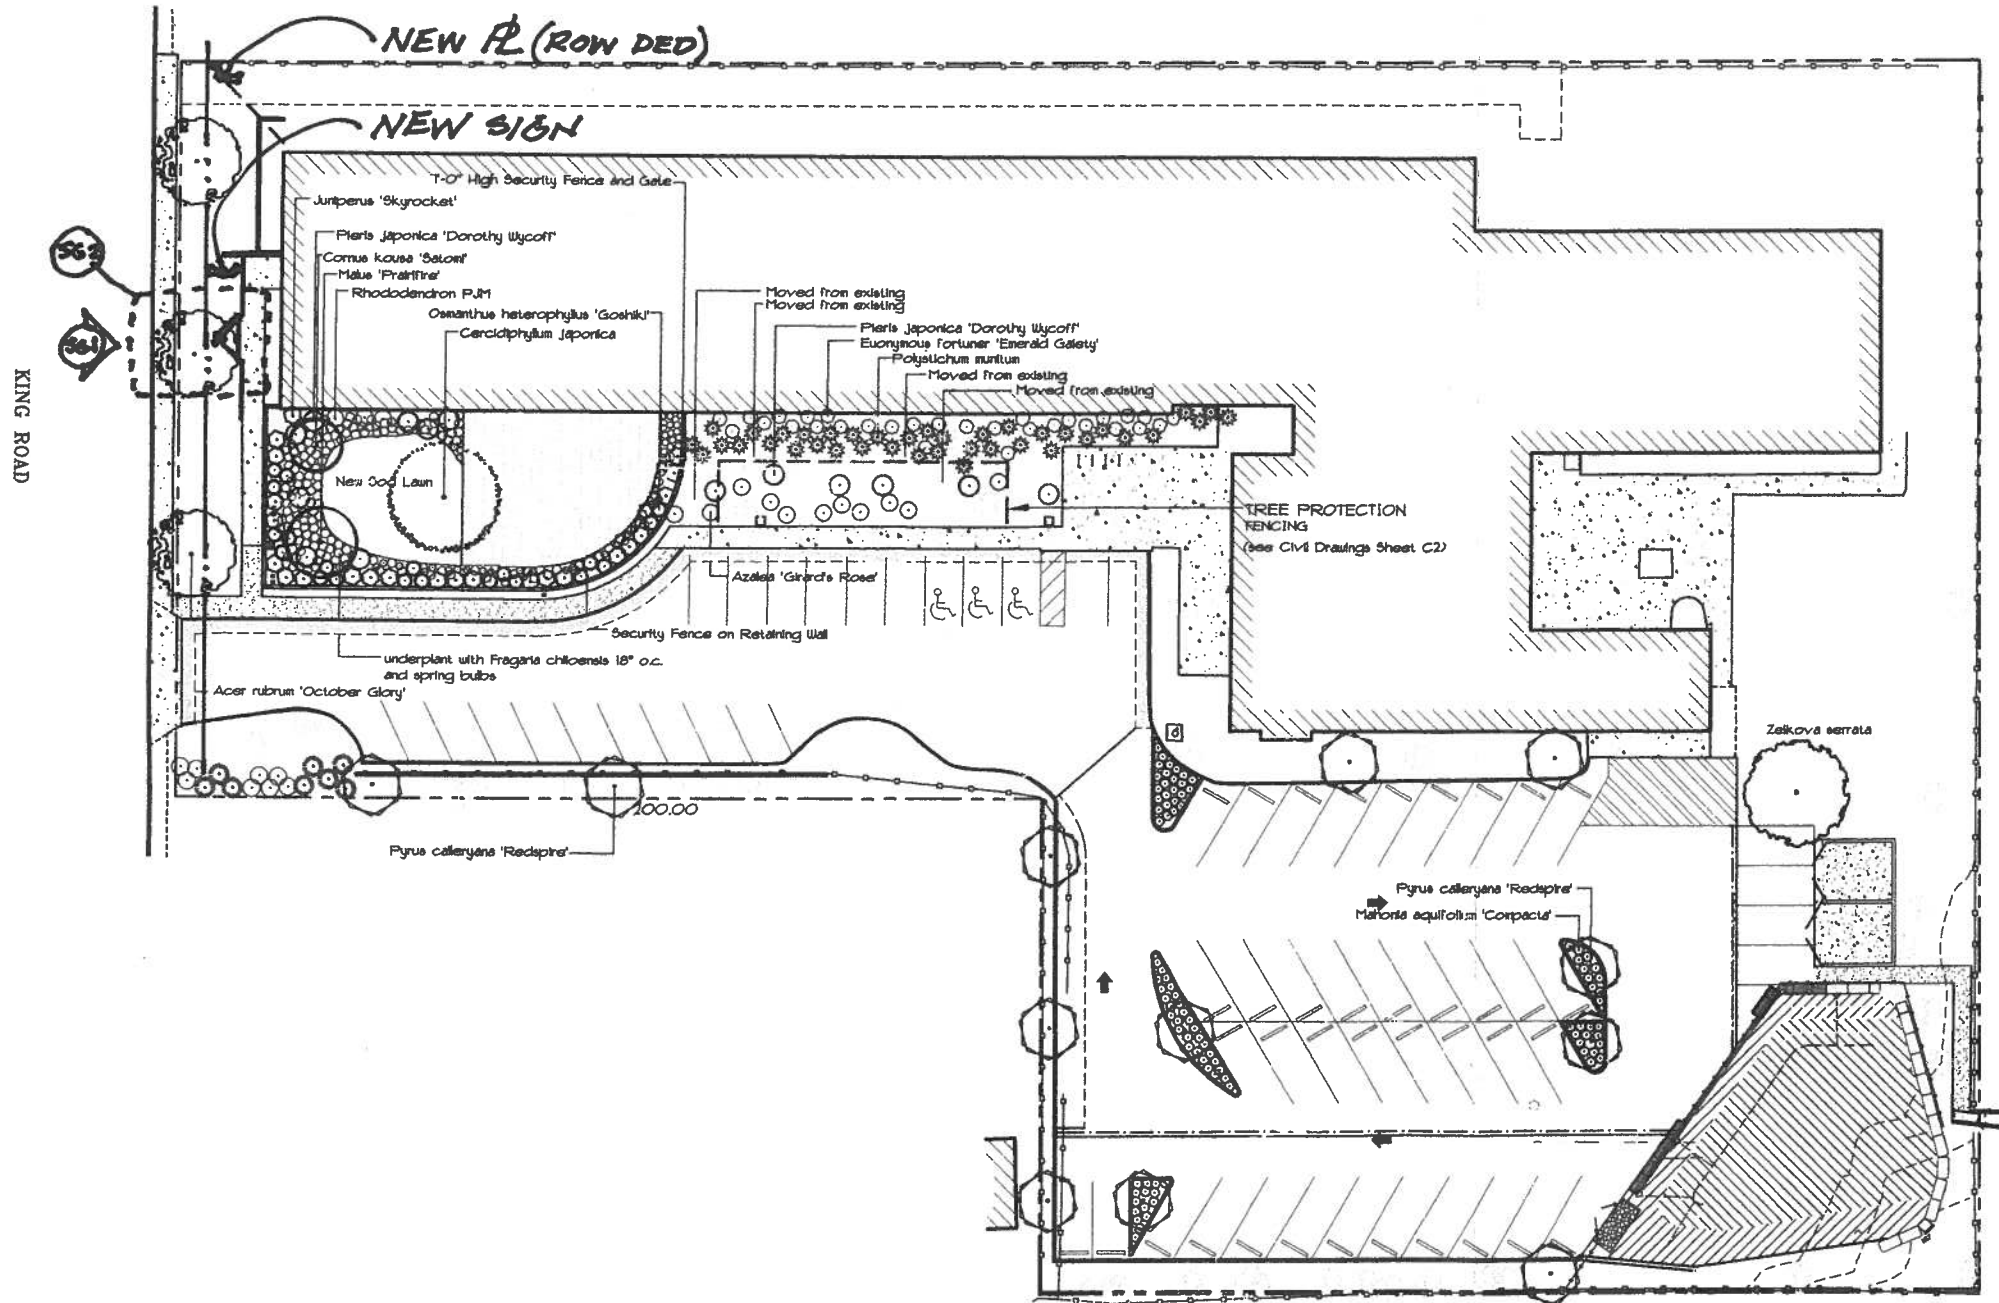 NEW PL (ROW DED)
NEW SIGN
7'-0" High Security Fence and Gate
Juniperus 'Skyrocket'
Pieris japonica 'Dorothy Wycoff'
Cornus kousa 'Satomi'
Malus 'Prairifire'
Rhododendron PJM
Osmanthus heterophyllus 'Goshiki'
Cercidiphyllum japonica
SG2
SG1
KING ROAD
Moved from existing
Moved from existing
Pieris japonica 'Dorothy Wycoff'
Euonymous fortuner 'Emerald Gaiety'
Polystichum munitum
Moved from existing
Moved from existing
New Sod Lawn
TREE PROTECTION
FENCING
(see Civil Drawings Sheet C2)
Azalea 'Girard's Rose'
Security Fence on Retaining Wall
underplant with Fragaria chiloensis 18" o.c.
and spring bulbs
Acer rubrum 'October Glory'
Zelkova serrata
200.00
Pyrus calleryana 'Redspire'
Pyrus calleryana 'Redspire'
Mahonia aquifolium 'Compacta'